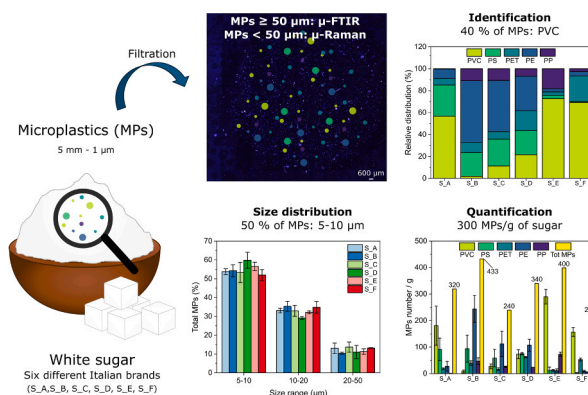 Filtration
Microplastics (MPs)
5 mm - 1 µm
White sugar
Six different Italian brands
(S_A,S_B, S_C, S_D, S_E, S_F)
MPs ≥ 50 µm: µ-FTIR
MPs < 50 µm: µ-Raman
600 µm
Identification
40 % of MPs: PVC
PVC PS PET PE PP
Relative distribution (%)
120
100
80
60
40
20
0
S_A S_B S_C S_D S_E S_F
Size distribution
50 % of MPs: 5-10 µm
Total MPs (%)
70
60
50
40
30
20
10
0
S_A
S_B
S_C
S_D
S_E
S_F
5-10 10-20 20-50
Size range (µm)
Quantification
300 MPs/g of sugar
PVC PS PET PE PP Tot MPs
MPs number / g
500
400
300
200
100
0
320 433 240 340 400
S_A S_B S_C S_D S_E S_F